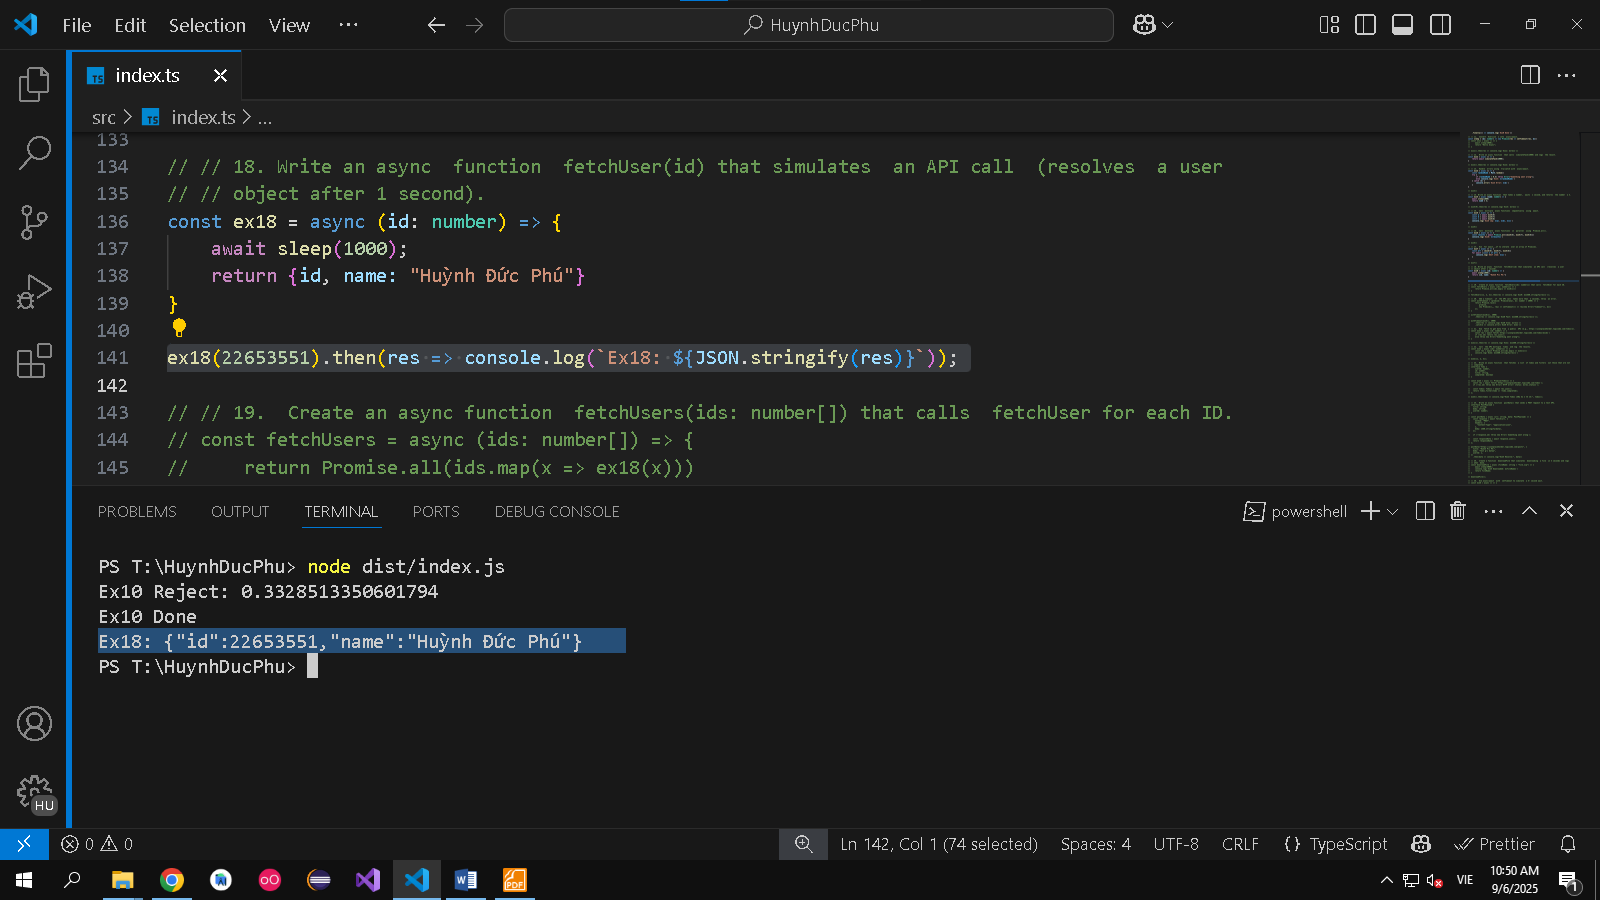 File Edit Selection View ···
HuynhDucPhu
index.ts
src > TS index.ts > ...
133
134 // // 18. Write an async  function  fetchUser(id) that simulates  an API call  (resolves  a user
135 // // object after 1 second).
136 const ex18 = async (id: number) => {
137     await sleep(1000);
138     return {id, name: "Huỳnh Đức Phú"}
139 }
140
141 ex18(22653551).then(res => console.log(`Ex18: ${JSON.stringify(res)}`));
142
143 // // 19.  Create an async function  fetchUsers(ids: number[]) that calls  fetchUser for each ID.
144 // const fetchUsers = async (ids: number[]) => {
145 //     return Promise.all(ids.map(x => ex18(x)))
PROBLEMS OUTPUT TERMINAL PORTS DEBUG CONSOLE powershell
PS T:\HuynhDucPhu> node dist/index.js
Ex10 Reject: 0.3328513350601794
Ex10 Done
Ex18: {"id":22653551,"name":"Huỳnh Đức Phú"}
PS T:\HuynhDucPhu>
HU
0 0 Ln 142, Col 1 (74 selected) Spaces: 4 UTF-8 CRLF {} TypeScript Prettier
VIE 10:50 AM
9/6/2025 1